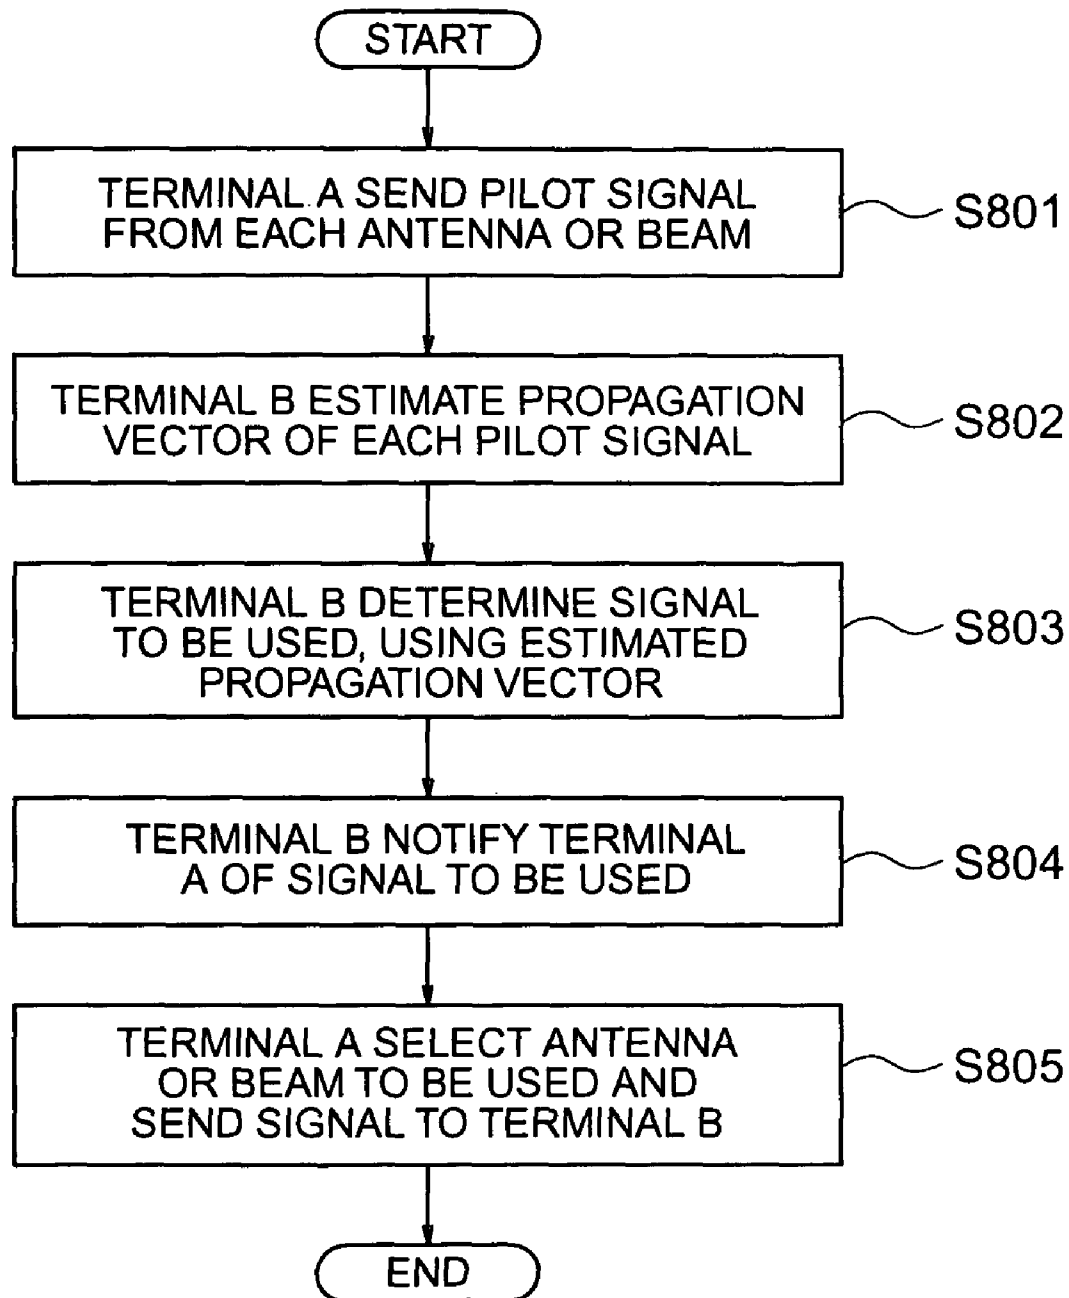 START
TERMINAL A SEND PILOT SIGNAL
FROM EACH ANTENNA OR BEAM
S801
TERMINAL B ESTIMATE PROPAGATION
VECTOR OF EACH PILOT SIGNAL
S802
TERMINAL B DETERMINE SIGNAL
TO BE USED, USING ESTIMATED
PROPAGATION VECTOR
S803
TERMINAL B NOTIFY TERMINAL
A OF SIGNAL TO BE USED
S804
TERMINAL A SELECT ANTENNA
OR BEAM TO BE USED AND
SEND SIGNAL TO TERMINAL B
S805
END